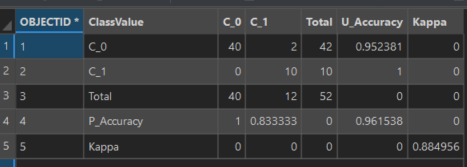 OBJECTID * ClassValue C_0 C_1 Total U_Accuracy Kappa
1 1 C_0 40 2 42 0.952381 0
2 2 C_1 0 10 10 1 0
3 3 Total 40 12 52 0 0
4 4 P_Accuracy 1 0.833333 0 0.961538 0
5 5 Kappa 0 0 0 0 0.884956